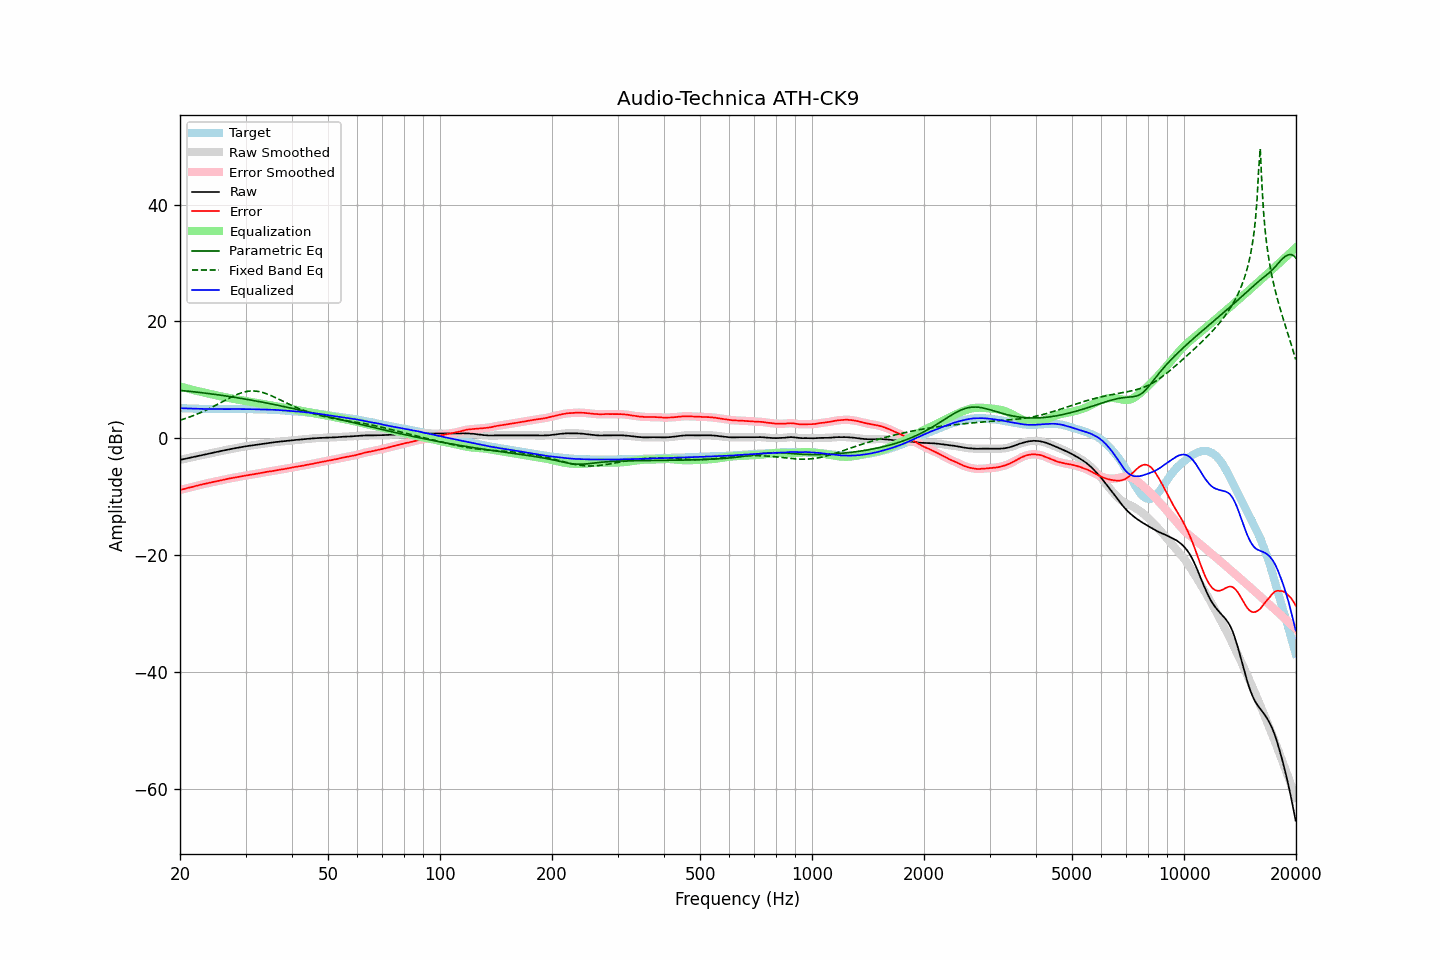 Audio-Technica ATH-CK9
Target
Raw Smoothed
Error Smoothed
Raw
Error
Equalization
Parametric Eq
Fixed Band Eq
Equalized
Amplitude (dBr)
40
20
0
−20
−40
−60
20
50
100
200
500
1000
2000
5000
10000
20000
Frequency (Hz)